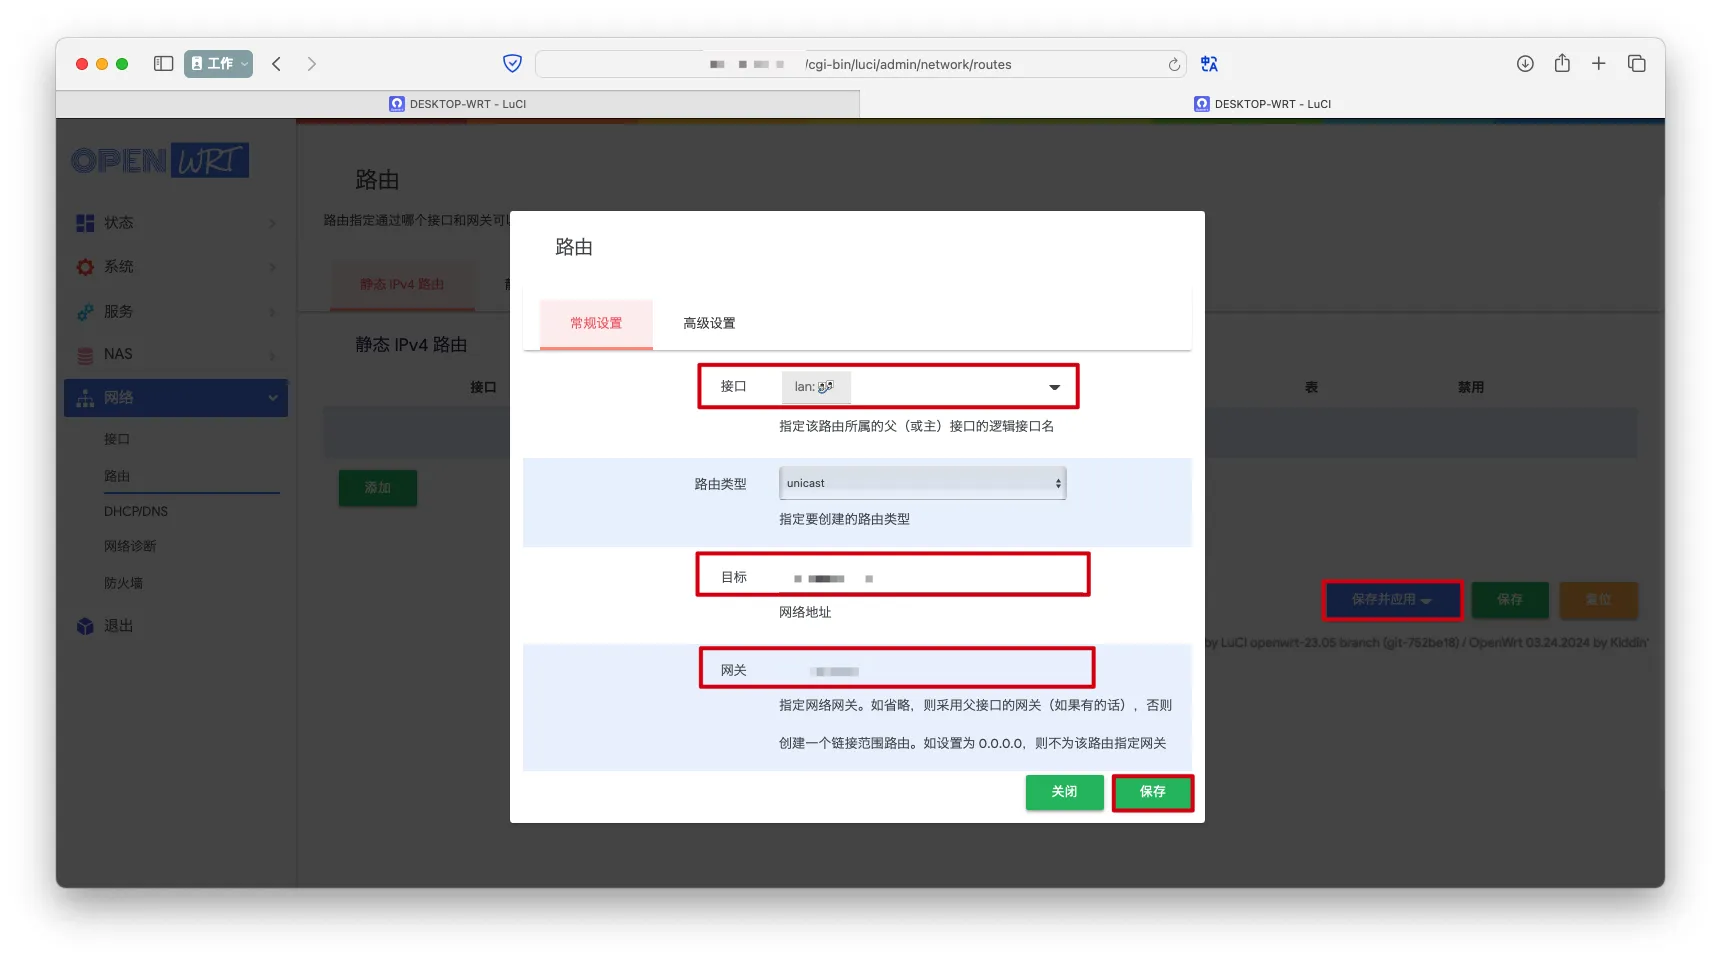 工作
/cgi-bin/luci/admin/network/routes
DESKTOP-WRT - LuCI
DESKTOP-WRT - LuCI
OPENWRT
状态
系统
服务
NAS
网络
接口
路由
DHCP/DNS
网络诊断
防火墙
退出
路由
路由指定通过哪个接口和网关可
静态 IPv4 路由
静态 IPv4 路由
接口
表
禁用
添加
保存并应用
保存
复位
by LuCI openwrt-23.05 branch (git-752be18) / OpenWrt 03.24.2024 by Kiddin'
路由
常规设置
高级设置
接口
lan:
指定该路由所属的父（或主）接口的逻辑接口名
路由类型
unicast
指定要创建的路由类型
目标
网络地址
网关
指定网络网关。如省略，则采用父接口的网关（如果有的话），否则
创建一个链接范围路由。如设置为 0.0.0.0，则不为该路由指定网关
关闭
保存